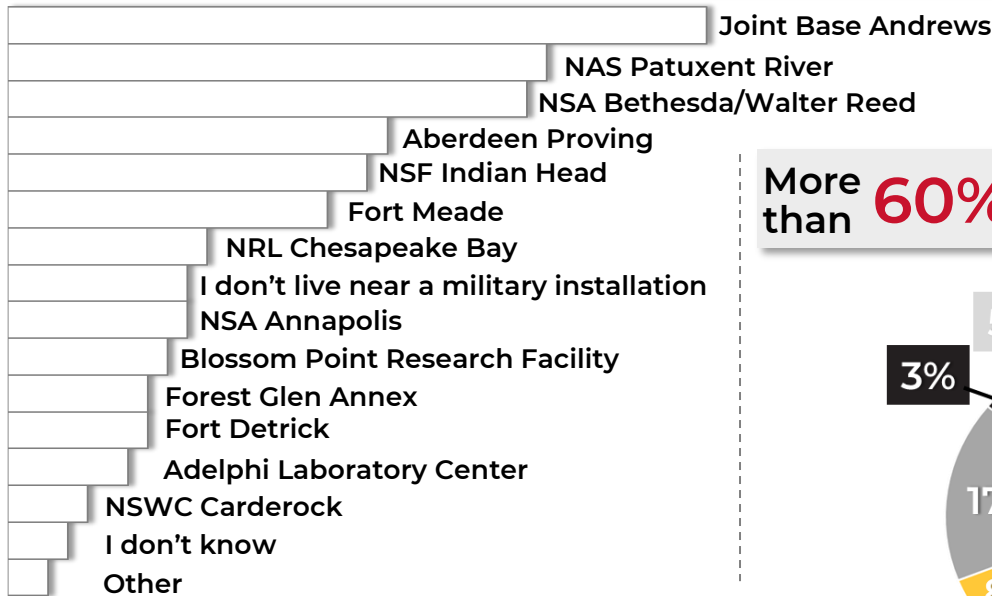 Joint Base Andrews
NAS Patuxent River
NSA Bethesda/Walter Reed
Aberdeen Proving
NSF Indian Head
Fort Meade
NRL Chesapeake Bay
I don’t live near a military installation
NSA Annapolis
Blossom Point Research Facility
Forest Glen Annex
Fort Detrick
Adelphi Laboratory Center
NSWC Carderock
I don’t know
Other
More
than 60%
3%
17